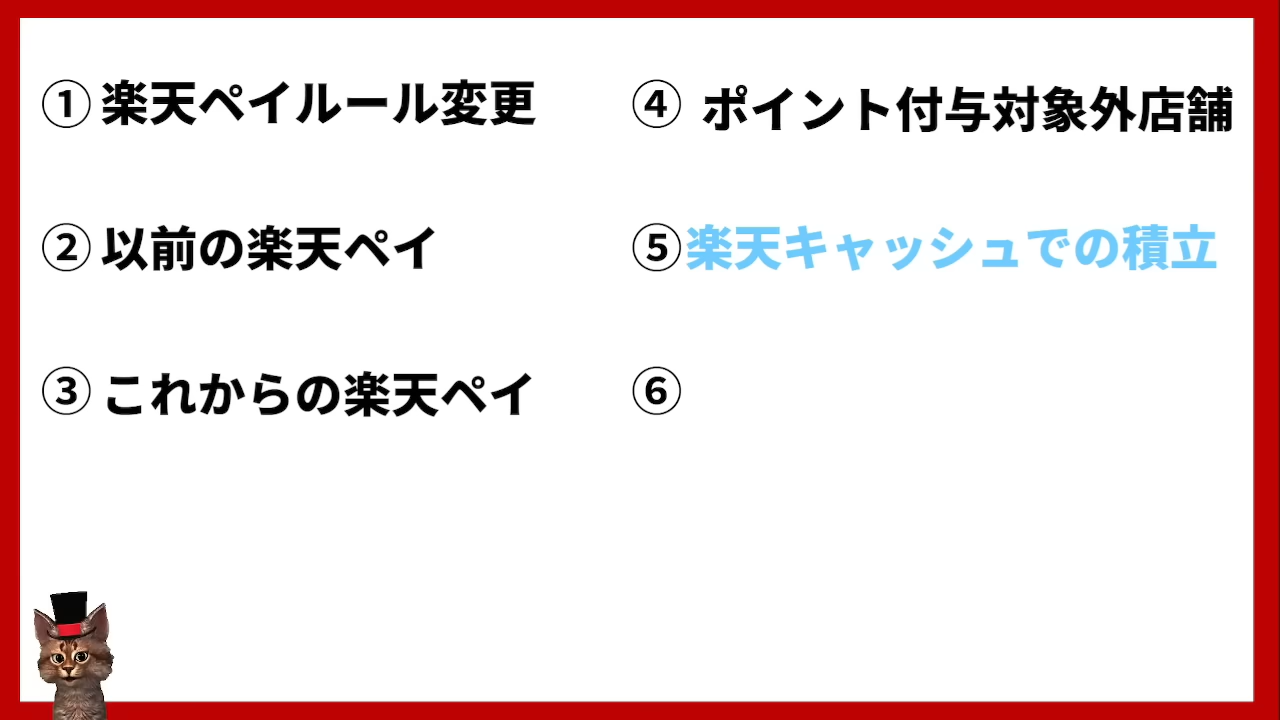 ① 楽天ペイルール変更
② 以前の楽天ペイ
③ これからの楽天ペイ
④ ポイント付与対象外店舗
⑤ 楽天キャッシュでの積立
⑥